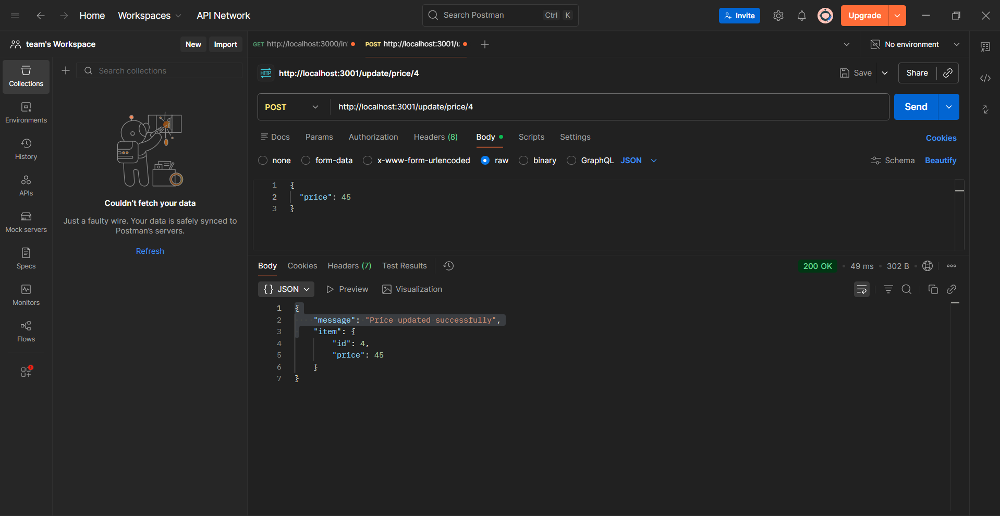 Home Workspaces API Network Search Postman Ctrl K Invite Upgrade
team's Workspace New Import
GET http://localhost:3000/in POST http://localhost:3001/u No environment
Collections
Environments
History
APIs
Mock servers
Specs
Monitors
Flows
Search collections
Couldn't fetch your data
Just a faulty wire. Your data is safely synced to
Postman's servers.
Refresh
HTTP http://localhost:3001/update/price/4 Save Share
POST http://localhost:3001/update/price/4 Send
Docs Params Authorization Headers (8) Body Scripts Settings Cookies
none form-data x-www-form-urlencoded raw binary GraphQL JSON Schema Beautify
1 {
2 "price": 45
3 }
Body Cookies Headers (7) Test Results 200 OK 49 ms 302 B
{} JSON Preview Visualization
1 {
2 "message": "Price updated successfully",
3 "item": {
4 "id": 4,
5 "price": 45
6 }
7 }